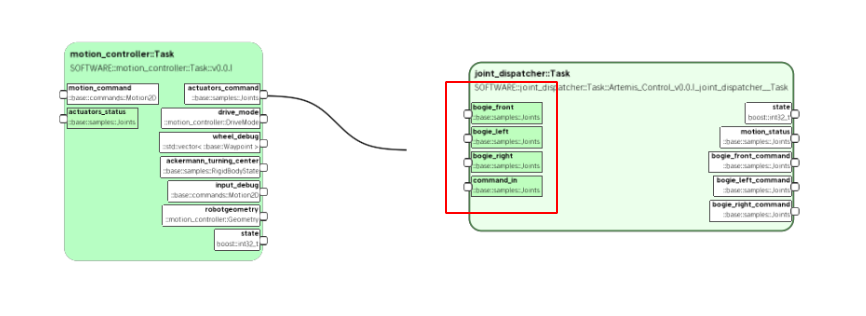 motion_controller::Task
SOFTWARE::motion_controller::Task::v0.0.1
motion_command
::base::commands::Motion2D
actuators_status
::base::samples::Joints
actuators_command
::base::samples::Joints
drive_mode
::motion_controller::DriveMode
wheel_debug
::std::vector< ::base::Waypoint >
ackermann_turning_center
::base::samples::RigidBodyState
input_debug
::base::commands::Motion2D
robotgeometry
::motion_controller::Geometry
state
boost::int32_t
joint_dispatcher::Task
SOFTWARE::joint_dispatcher::Task::Artemis_Control_v0.0.1_joint_dispatcher__Task
bogie_front
::base::samples::Joints
bogie_left
::base::samples::Joints
bogie_right
::base::samples::Joints
command_in
::base::samples::Joints
state
boost::int32_t
motion_status
::base::samples::Joints
bogie_front_command
::base::samples::Joints
bogie_left_command
::base::samples::Joints
bogie_right_command
::base::samples::Joints